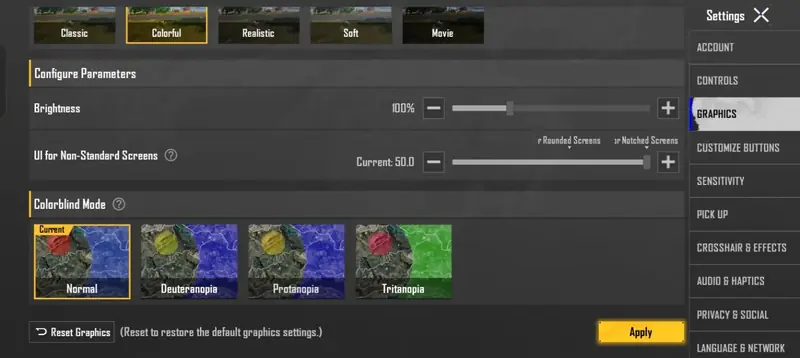 Settings
Classic
Colorful
Realistic
Soft
Movie
Configure Parameters
Brightness
100%
UI for Non-Standard Screens
r Rounded Screens
or Notched Screens
Current: 50.0
Colorblind Mode
Current
Normal
Deuteranopia
Protanopia
Tritanopia
Reset Graphics
(Reset to restore the default graphics settings.)
Apply
ACCOUNT
CONTROLS
GRAPHICS
CUSTOMIZE BUTTONS
SENSITIVITY
PICK UP
CROSSHAIR & EFFECTS
AUDIO & HAPTICS
PRIVACY & SOCIAL
LANGUAGE & NETWORK